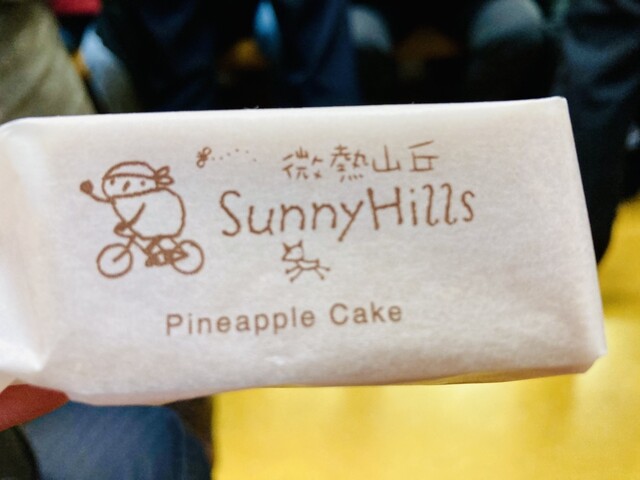 微熱山丘
SunnyHills
Pineapple Cake